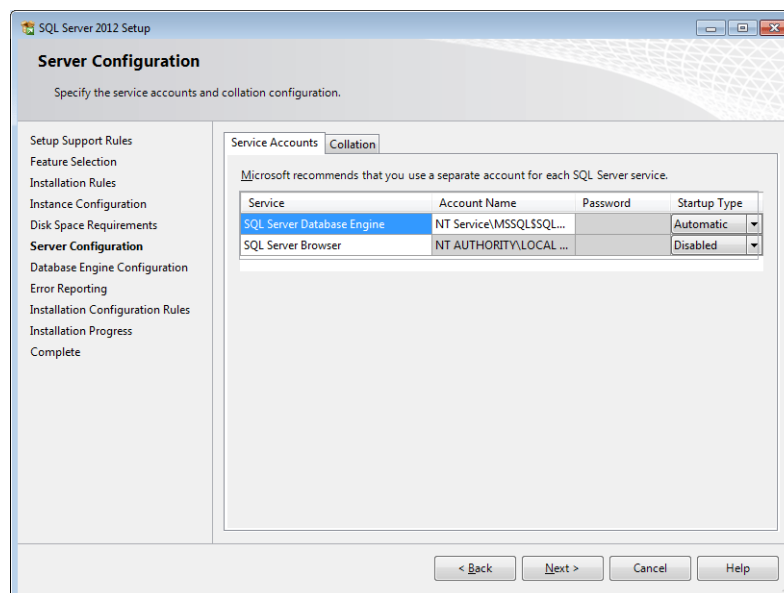 SQL Server 2012 Setup
Server Configuration
Specify the service accounts and collation configuration.
Setup Support Rules
Feature Selection
Installation Rules
Instance Configuration
Disk Space Requirements
Server Configuration
Database Engine Configuration
Error Reporting
Installation Configuration Rules
Installation Progress
Complete
Service Accounts Collation
Microsoft recommends that you use a separate account for each SQL Server service.
Service Account Name Password Startup Type
SQL Server Database Engine NT Service\MSSQL$SQL... Automatic
SQL Server Browser NT AUTHORITY\LOCAL ... Disabled
< Back Next > Cancel Help